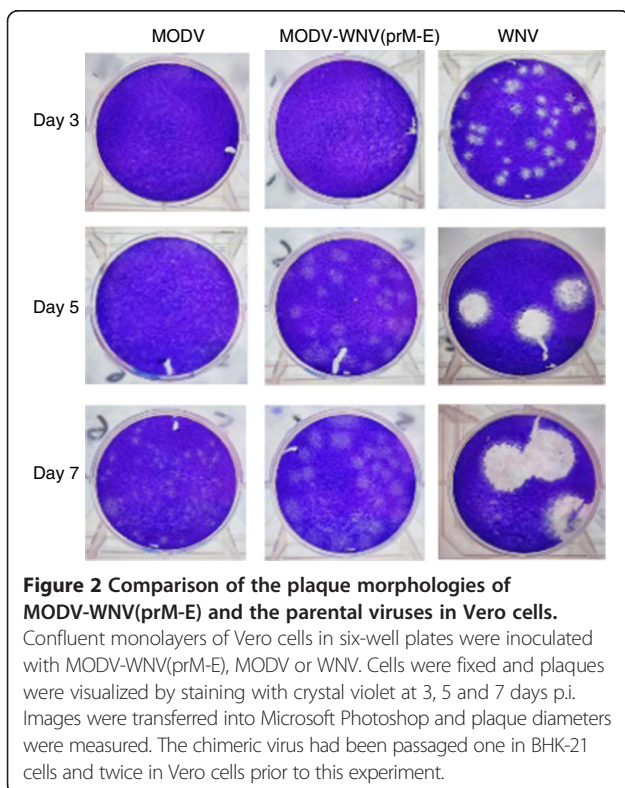 MODV MODV-WNV(prM-E) WNV
Day 3
Day 5
Day 7
Figure 2 Comparison of the plaque morphologies of
MODV-WNV(prM-E) and the parental viruses in Vero cells.
Confluent monolayers of Vero cells in six-well plates were inoculated
with MODV-WNV(prM-E), MODV or WNV. Cells were fixed and plaques
were visualized by staining with crystal violet at 3, 5 and 7 days p.i.
Images were transferred into Microsoft Photoshop and plaque diameters
were measured. The chimeric virus had been passaged one in BHK-21
cells and twice in Vero cells prior to this experiment.